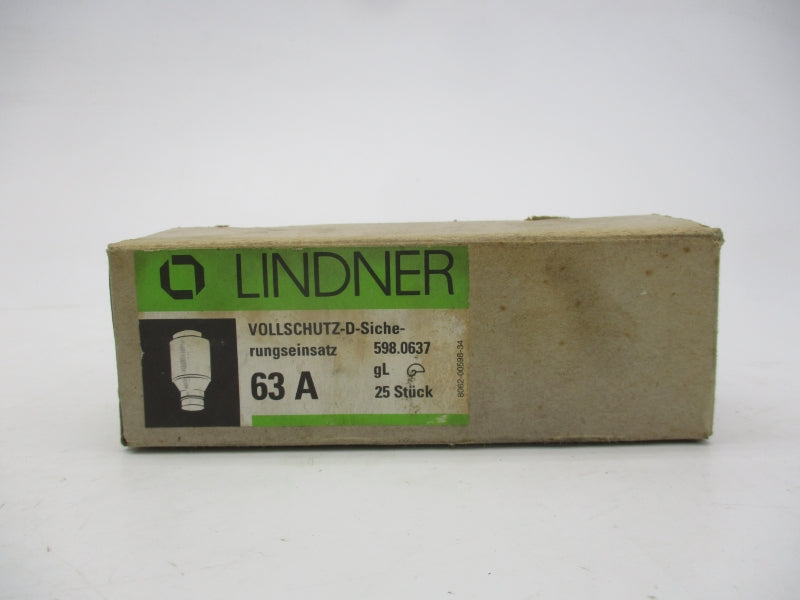 LINDNER
VOLLSCHUTZ-D-Siche-
rungseinsatz 598.0637
gL
63 A 25 Stück
8062-00598-34